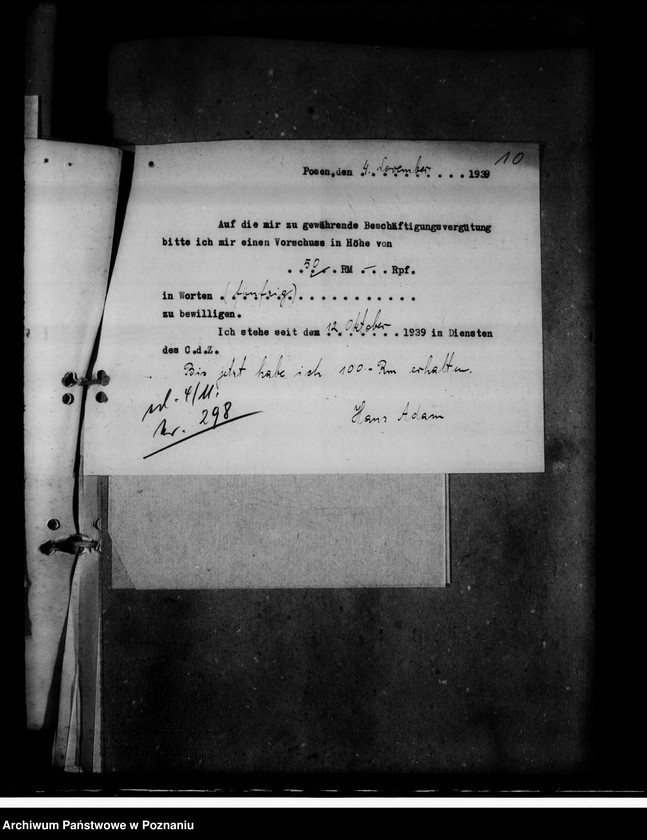 10
Posen,den 4. November 1939
Auf die mir zu gewährende Beschäftigungsvergütung
bitte ich mir einen Vorschuss in Höhe von
50 RM - Rpf.
in Worten (fünfzig)
zu bewilligen.
Ich stehe seit dem 12. Oktober 1939 in Diensten
des C.d.Z.
Bis jetzt habe ich 100.- Rm erhalten.
4/11.
Nr. 298
Hans Adam
Archiwum Państwowe w Poznaniu